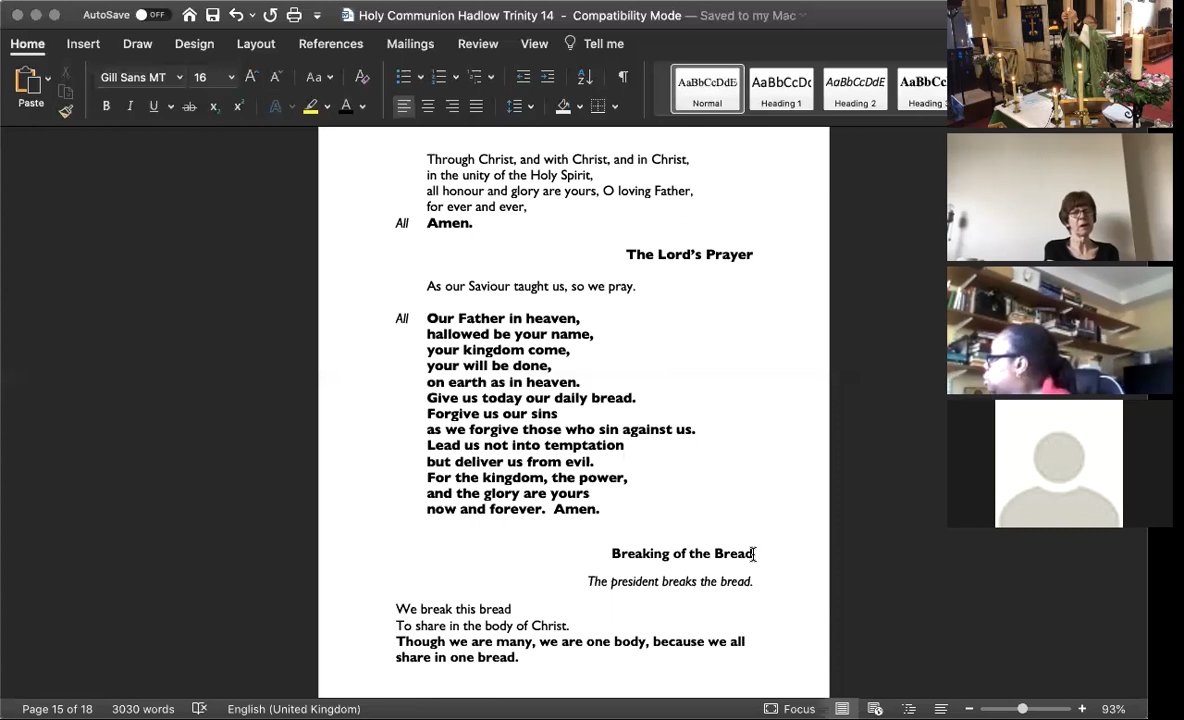 AutoSave OFF
Holy Communion Hadlow Trinity 14 - Compatibility Mode — Saved to my Mac
Home Insert Draw Design Layout References Mailings Review View Tell me
Paste
Gill Sans MT 16
AaBbCcDdE AaBbCcDc AaBbCcDdE AaBbCc
Normal Heading 1 Heading 2 Heading
Through Christ, and with Christ, and in Christ,
in the unity of the Holy Spirit,
all honour and glory are yours, O loving Father,
for ever and ever,
All Amen.
The Lord's Prayer
As our Saviour taught us, so we pray.
All Our Father in heaven,
hallowed be your name,
your kingdom come,
your will be done,
on earth as in heaven.
Give us today our daily bread.
Forgive us our sins
as we forgive those who sin against us.
Lead us not into temptation
but deliver us from evil.
For the kingdom, the power,
and the glory are yours
now and forever. Amen.
Breaking of the Bread
The president breaks the bread.
We break this bread
To share in the body of Christ.
Though we are many, we are one body, because we all
share in one bread.
Page 15 of 18 3030 words English (United Kingdom) Focus 93%